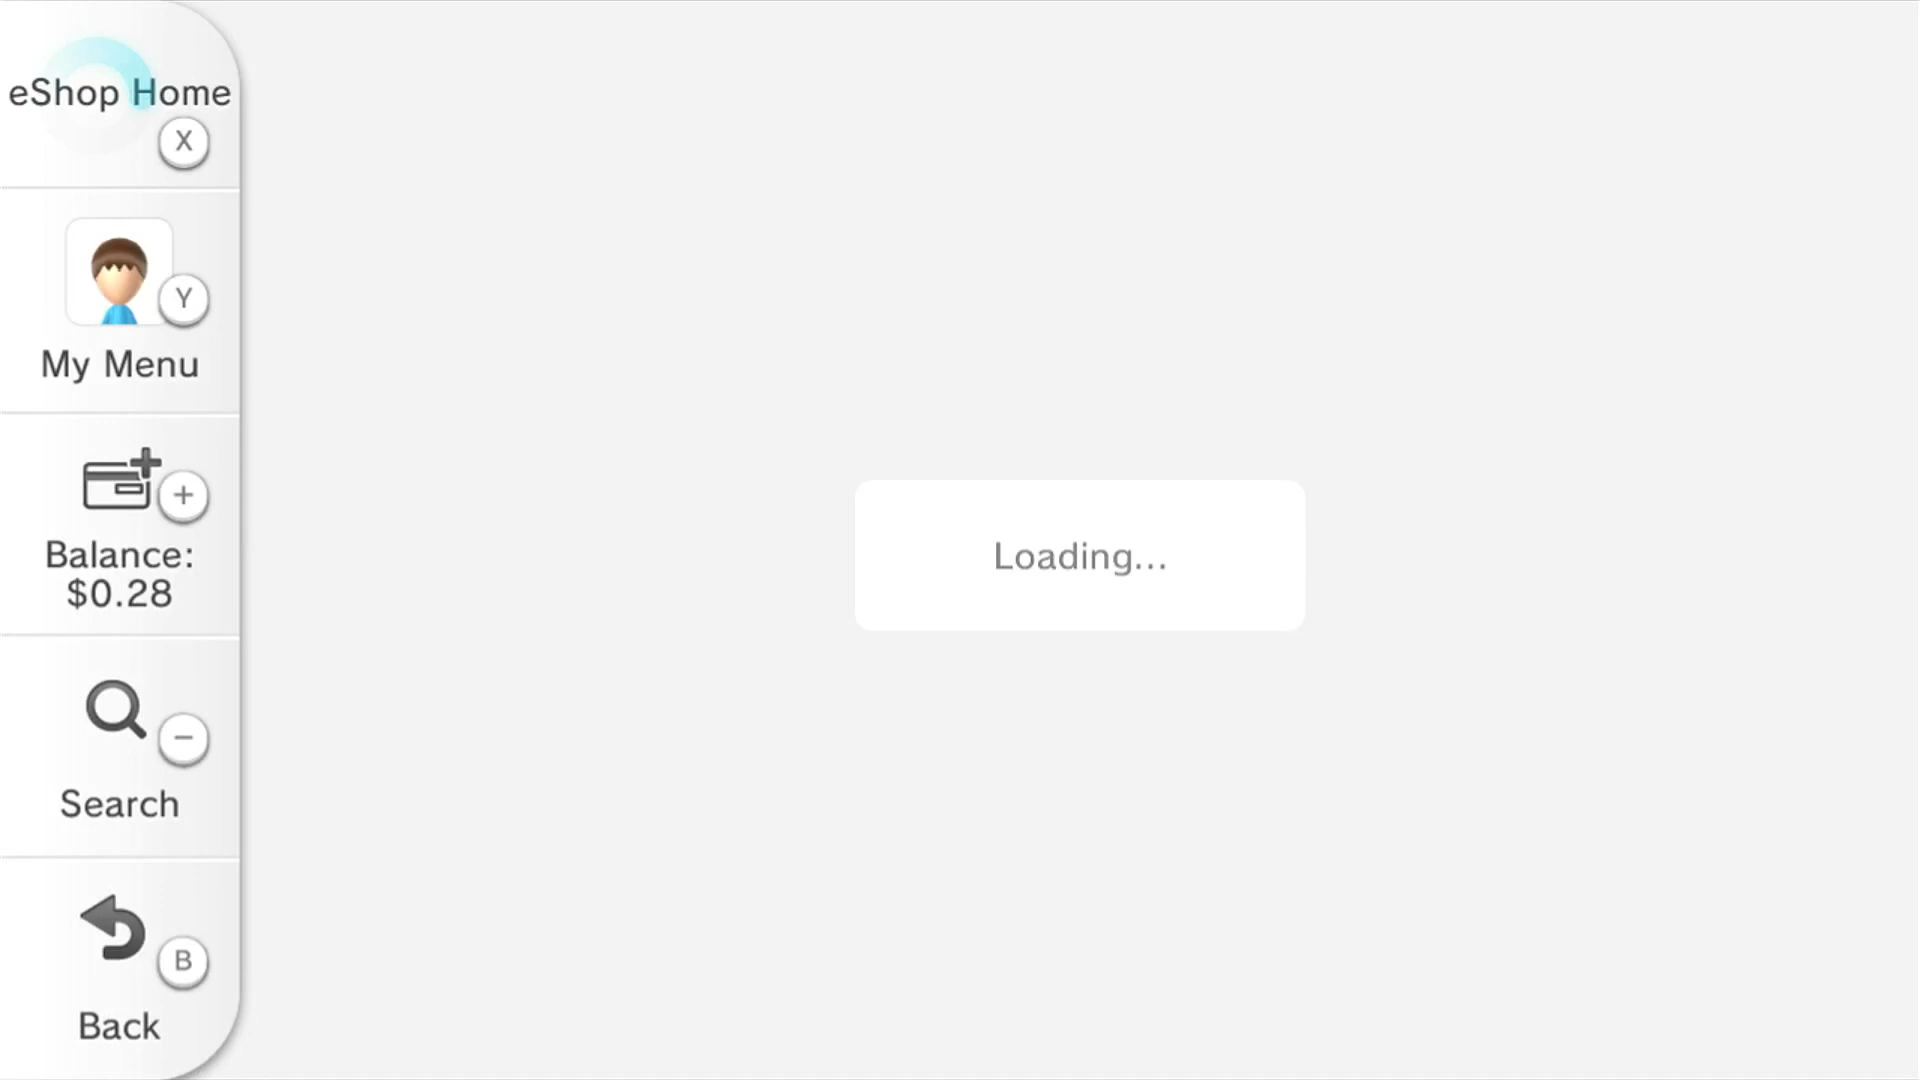 eShop Home
X
Y
My Menu
+
Balance:
$0.28
−
Search
B
Back
Loading...